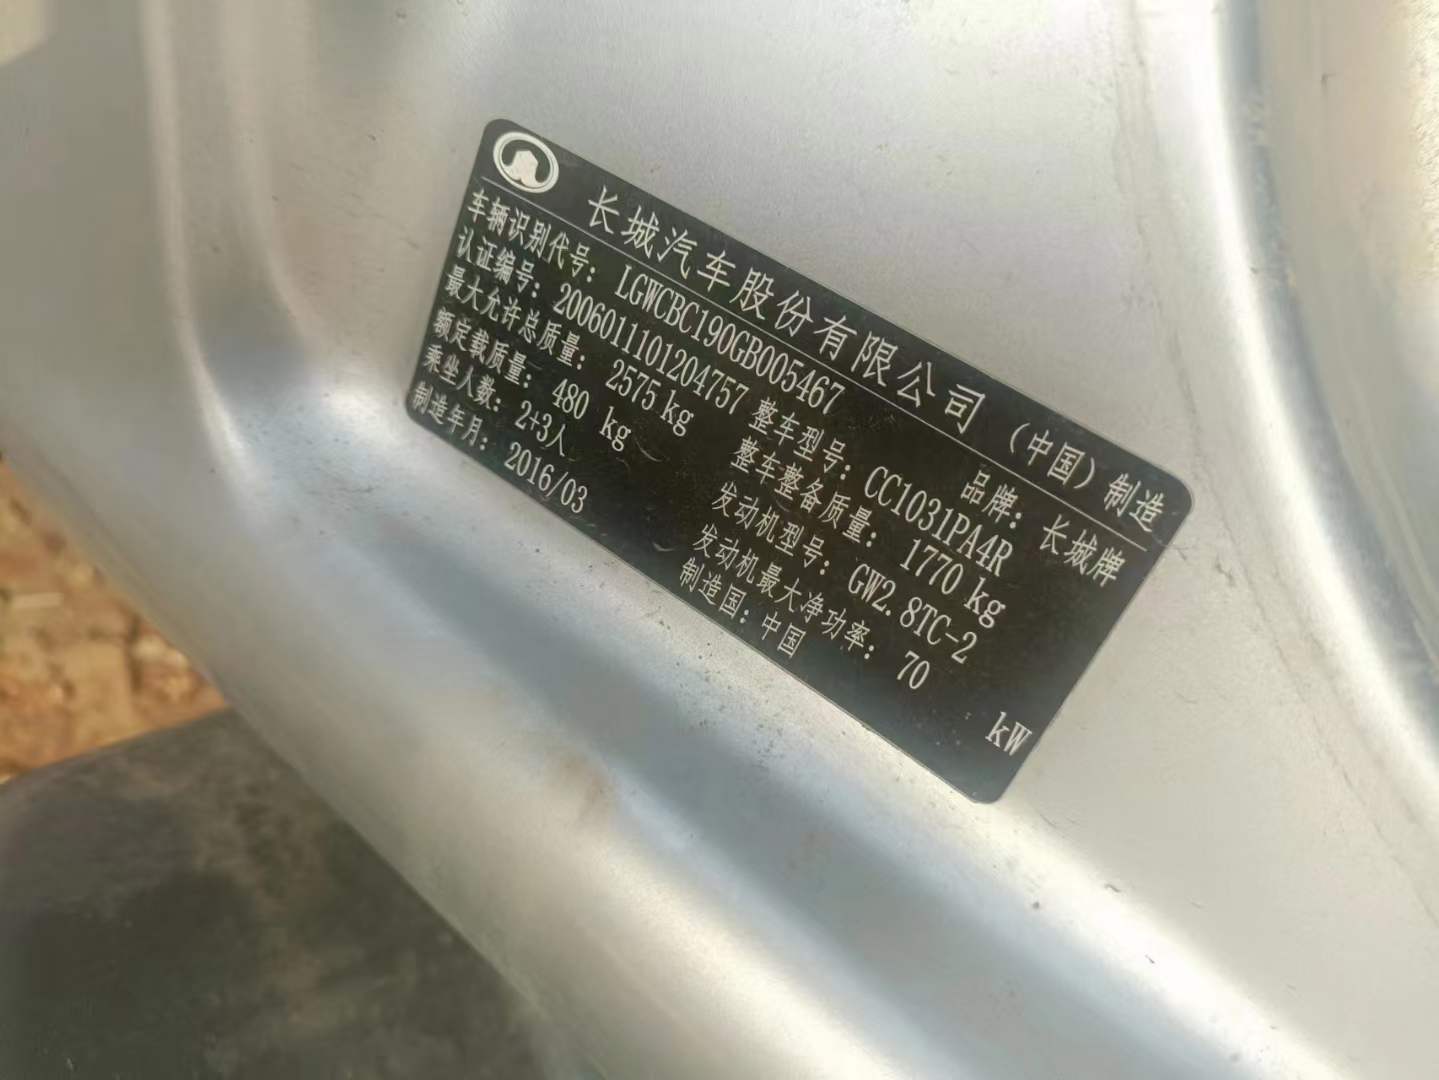 长城汽车股份有限公司（中国）制造
车辆识别代号：LGWCBC190GB005467 品牌：长城牌
认证编号：2006011101204757 整车型号：CC1031PA4R
最大允许总质量：2575 kg 整车整备质量：1770 kg
额定载质量：480 kg 发动机型号：GW2.8TC-2
乘坐人数：2+3人 发动机最大净功率：70 kW
制造年月：2016/03 制造国：中国